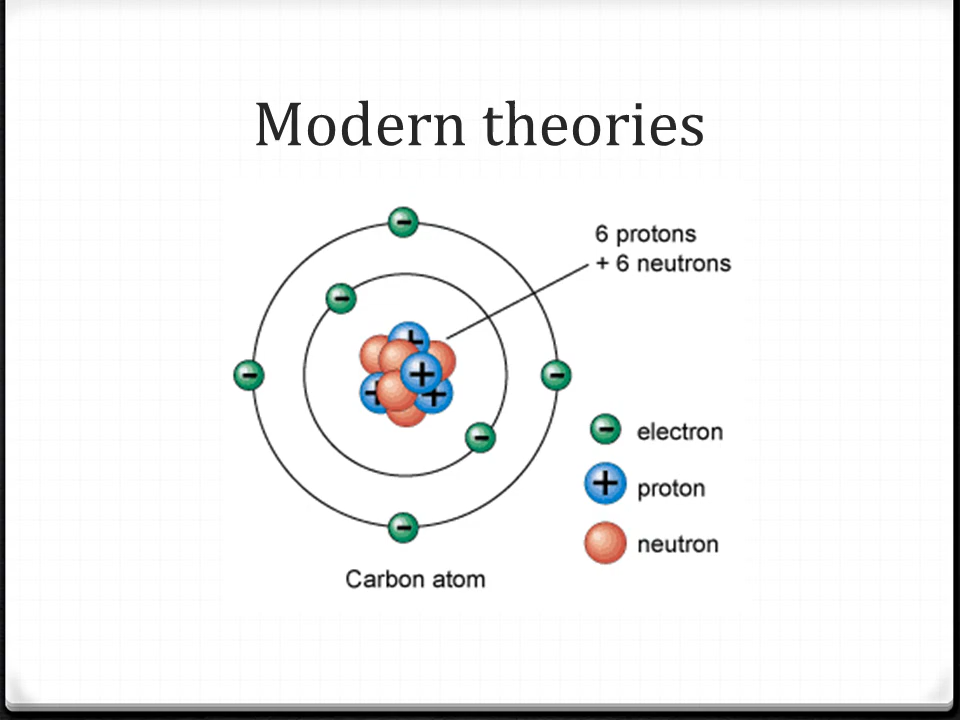 Modern theories
6 protons
+ 6 neutrons
electron
proton
neutron
Carbon atom